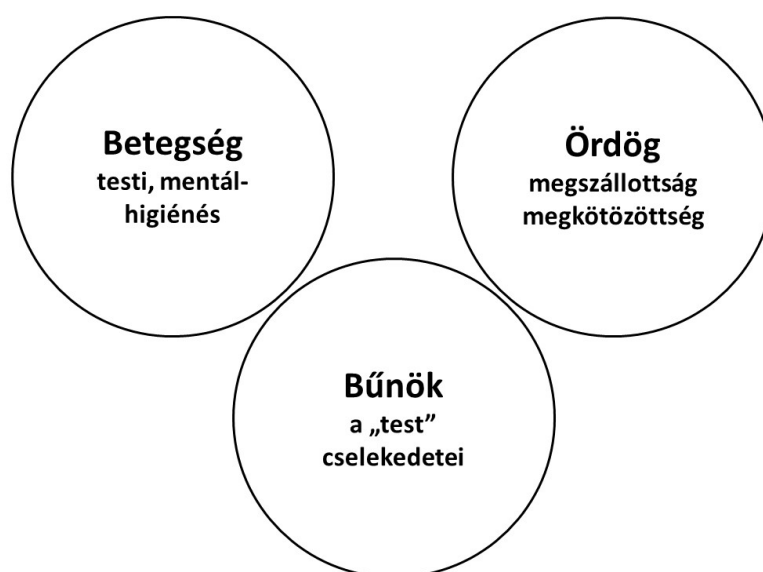 Betegség
testi, mentál-
higiénés
Ördög
megszállottság
megkötözöttség
Bűnök
a „test”
cselekedetei